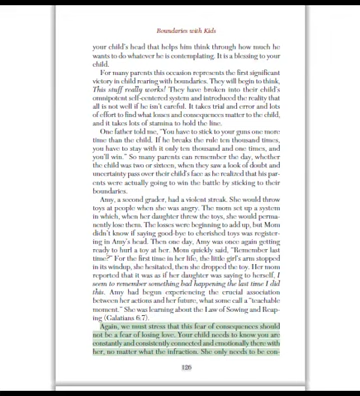 Boundaries with Kids
your child's head that helps him think through how much he
wants to do whatever he is contemplating. It is a blessing to your
child.
For many parents this occasion represents the first significant
victory in child rearing with boundaries. They will begin to think,
This stuff really works! They have broken into their child's
omnipotent self-centered system and introduced the reality that
all is not well if he isn't careful. It takes trial and error and lots
of effort to find what losses and consequences matter to the child,
and it takes lots of stamina to hold the line.
One father told me, "You have to stick to your guns one more
time than the child. If he breaks the rule ten thousand times,
you have to stay with it only ten thousand and one times, and
you'll win." So many parents can remember the day, whether
the child was two or sixteen, when they saw a look of doubt and
uncertainty pass over their child's face as he realized that his par-
ents were actually going to win the battle by sticking to their
boundaries.
Amy, a second grader, had a violent streak. She would throw
toys at people when she was angry. The mom set up a system
in which, when her daughter threw the toys, she would perma-
nently lose them. The losses were beginning to add up, but Mom
didn't know if saying good-bye to cherished toys was register-
ing in Amy's head. Then one day, Amy was once again getting
ready to hurl a toy at her. Mom quickly said, "Remember last
time?" For the first time in her life, the little girl's arm stopped
in its windup, she hesitated, then she dropped the toy. Her mom
reported that it was as if her daughter was saying to herself, I
seem to remember something bad happening the last time I did
this. Amy had begun experiencing the crucial association
between her actions and her future, what some call a "teachable
moment." She was learning about the Law of Sowing and Reap-
ing (Galatians 6:7).
Again, we must stress that this fear of consequences should
not be a fear of losing love. Your child needs to know you are
constantly and consistently connected and emotionally there with
her, no matter what the infraction. She only needs to be con-
126